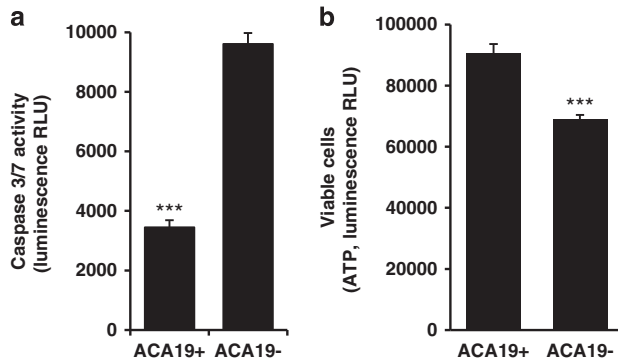 a
Caspase 3/7 activity
(luminescence RLU)
10000
8000
6000
4000
2000
0
***
ACA19+ ACA19-
b
Viable cells
(ATP, luminescence RLU)
100000
80000
60000
40000
20000
0
***
ACA19+ ACA19-